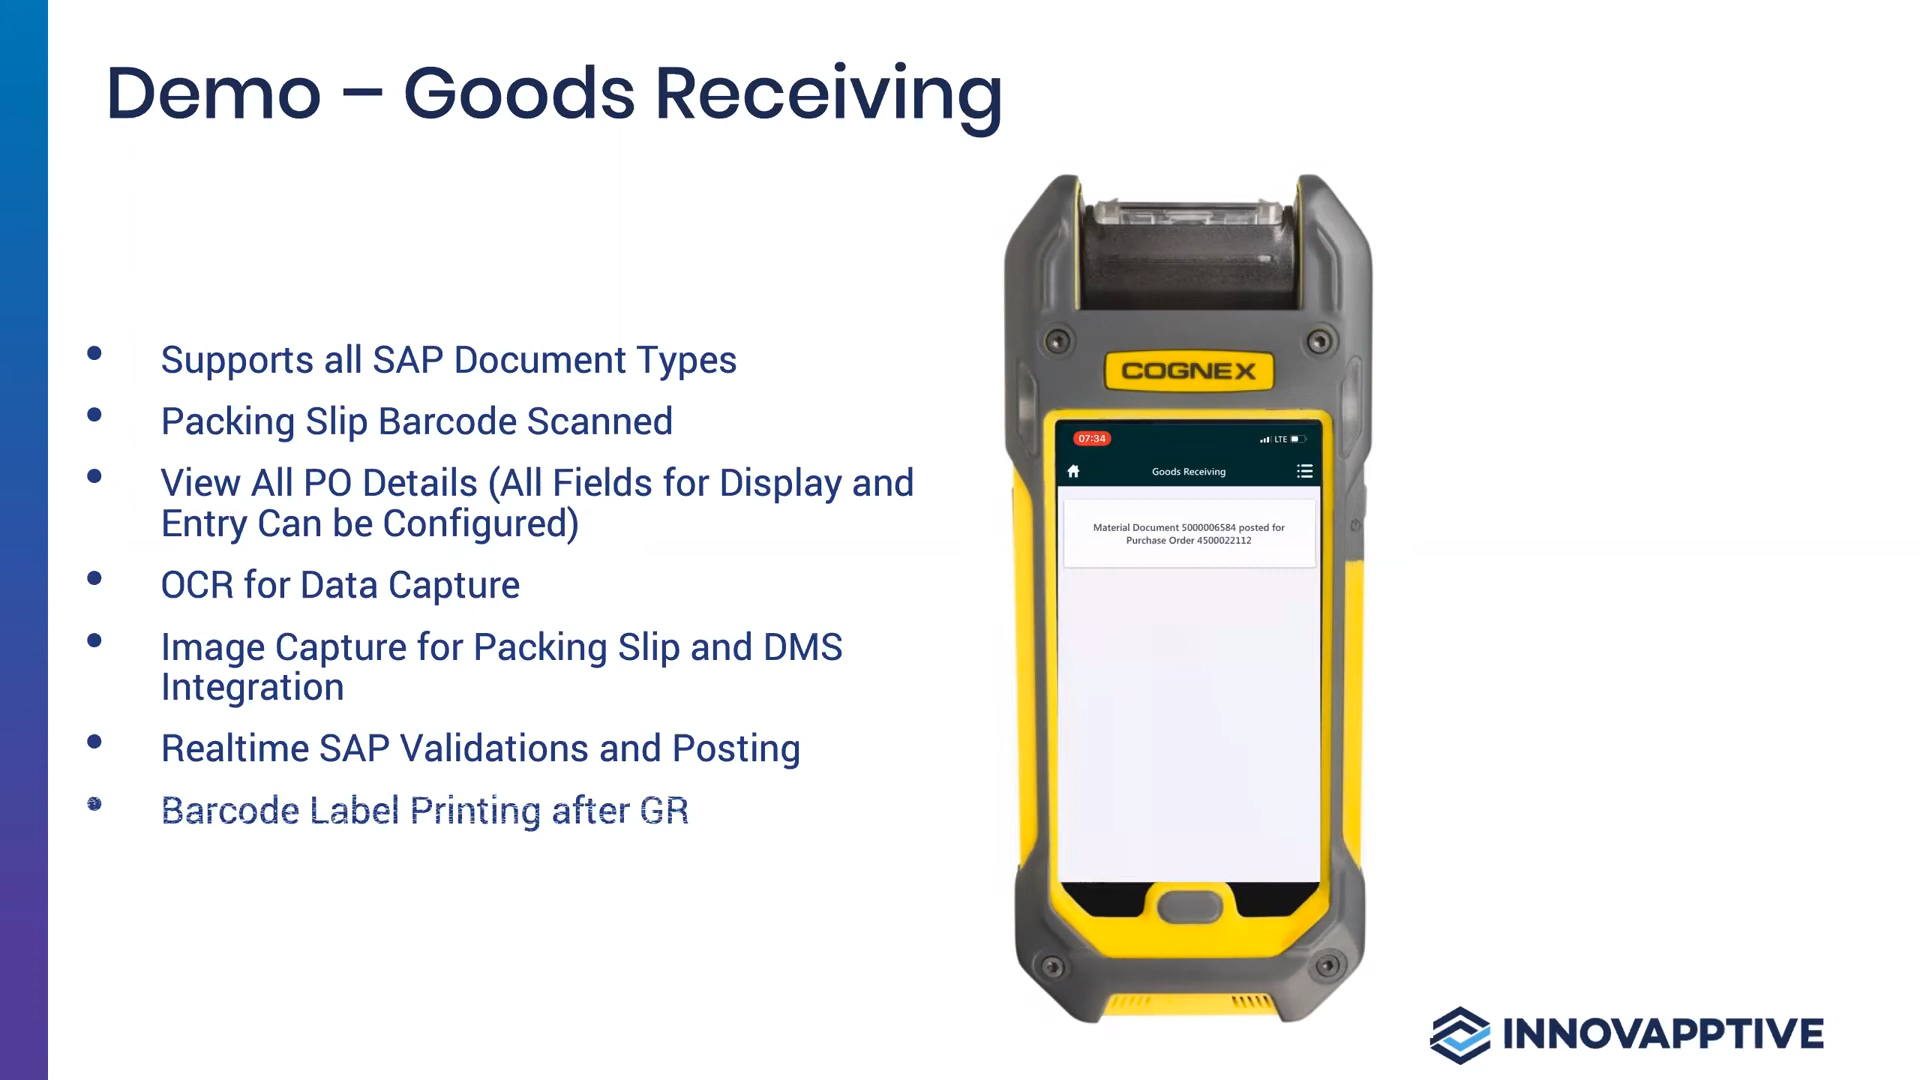 Demo – Goods Receiving
• Supports all SAP Document Types
• Packing Slip Barcode Scanned
• View All PO Details (All Fields for Display and
Entry Can be Configured)
• OCR for Data Capture
• Image Capture for Packing Slip and DMS
Integration
• Realtime SAP Validations and Posting
• Barcode Label Printing after GR
COGNEX
07:34
LTE
Goods Receiving
Material Document 5000006584 posted for
Purchase Order 4500022112
INNOVAPPTIVE